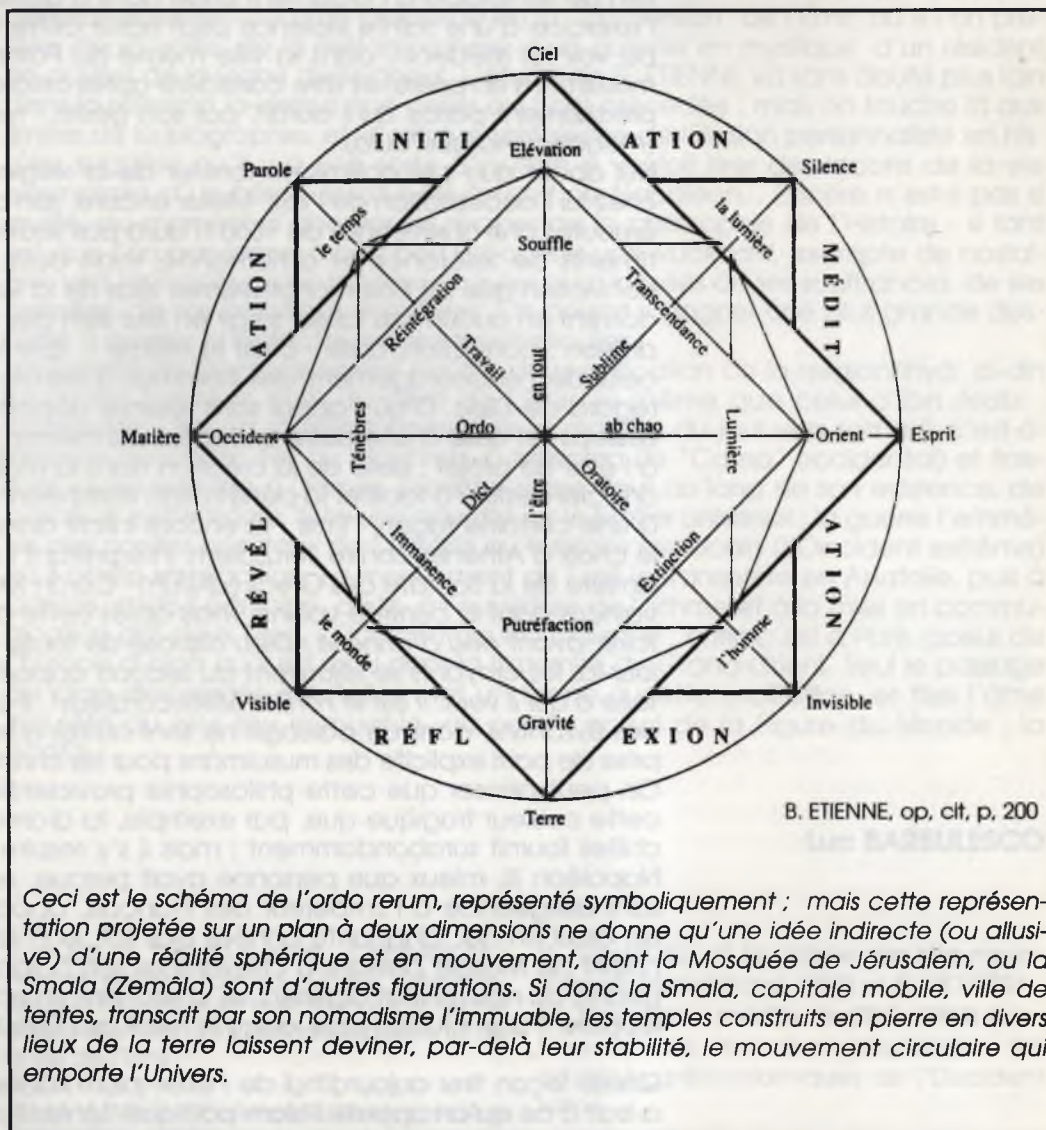 Ciel
INITI ATION
Elévation
Parole Silence
le temps la lumière
Souffle
Réintégration Transcendance
ATION MÉDIT
Travail en tout Sublime
Matière Occident Ténèbres Ordo ab chao Lumière Orient Esprit
Dict l'être Oratoire
Immanence Extinction
RÉVÉL ATION
Putréfaction
le monde l'homme
Visible Invisible
Gravité
RÉFL EXION
Terre
B. ETIENNE, op, cit, p, 200
Ceci est le schéma de l'ordo rerum, représenté symboliquement ; mais cette représen-
tation projetée sur un plan à deux dimensions ne donne qu'une idée indirecte (ou allusi-
ve) d'une réalité sphérique et en mouvement, dont la Mosquée de Jérusalem, ou la
Smala (Zemâla) sont d'autres figurations. Si donc la Smala, capitale mobile, ville de
tentes, transcrit par son nomadisme l'immuable, les temples construits en pierre en divers
lieux de la terre laissent deviner, par-delà leur stabilité, le mouvement circulaire qui
emporte l'Univers.